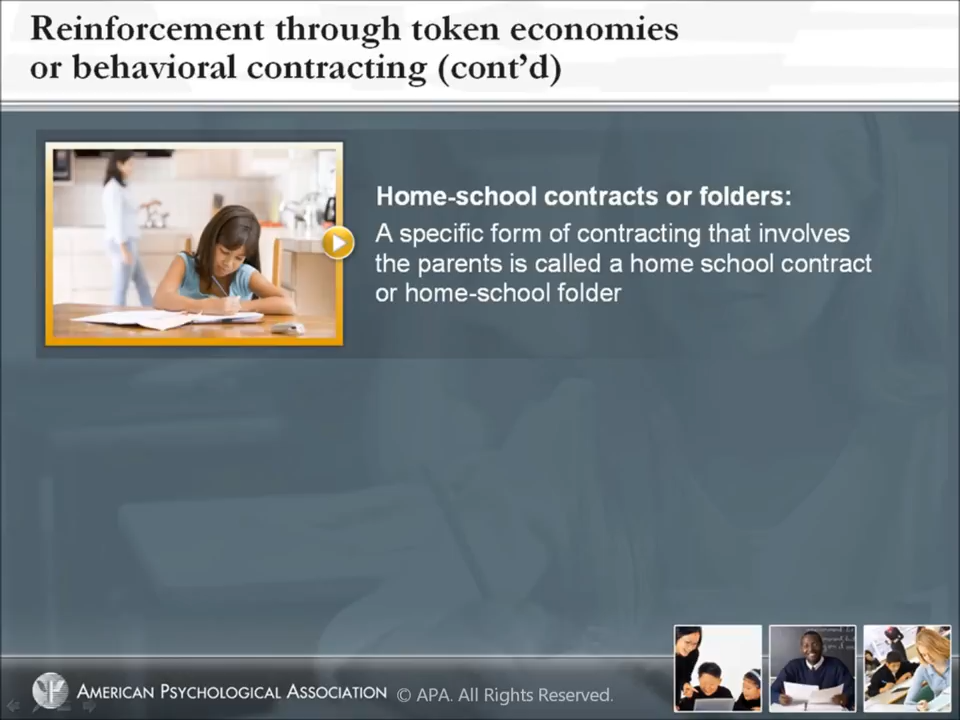 Reinforcement through token economies
or behavioral contracting (cont’d)
Home-school contracts or folders:
A specific form of contracting that involves
the parents is called a home school contract
or home-school folder
AMERICAN PSYCHOLOGICAL ASSOCIATION © APA. All Rights Reserved.